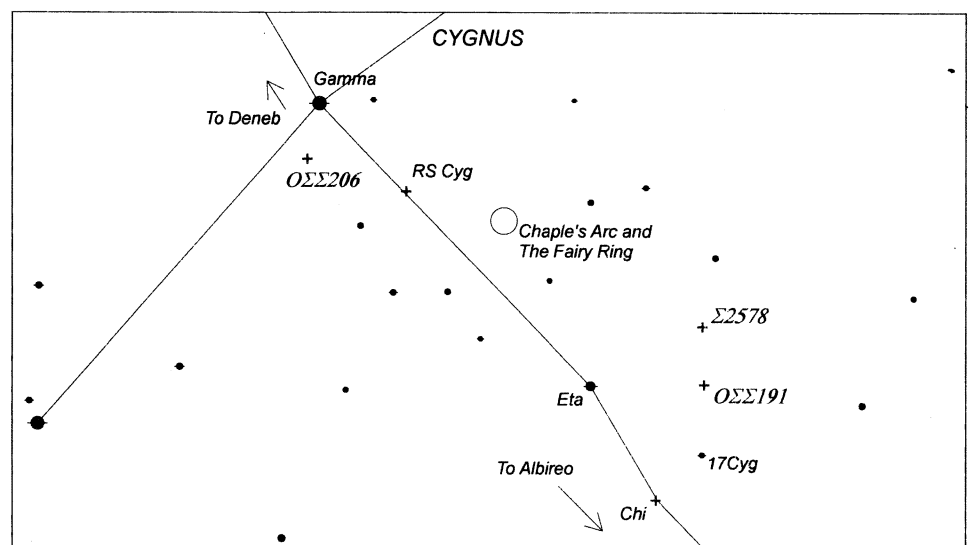 CYGNUS
Gamma
To Deneb
RS Cyg
ΟΣΣ206
Chaple's Arc and
The Fairy Ring
Σ2578
ΟΣΣ191
Eta
17Cyg
To Albireo
Chi